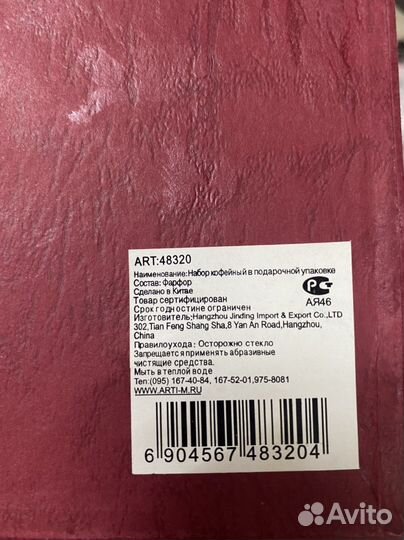 ART:48320
Наименование:Набор кофейный в подарочной упаковке
Состав: Фарфор
Сделано в Китае
Товар сертифицирован
АЯ46
Срок годностине ограничен
Изготовитель:Hangzhou Jinding Import & Export Co.,LTD
302,Tian Feng Shang Sha,8 Yan An Road,Hangzhou,
China
Правилоухода: Осторожно стекло
Запрещается применять абразивные
чистящие средства.
Мыть в теплой воде
Тел:(095) 167-40-84, 167-52-01,975-8081
WWW.ARTI-M.RU
6 904567 483204
Avito